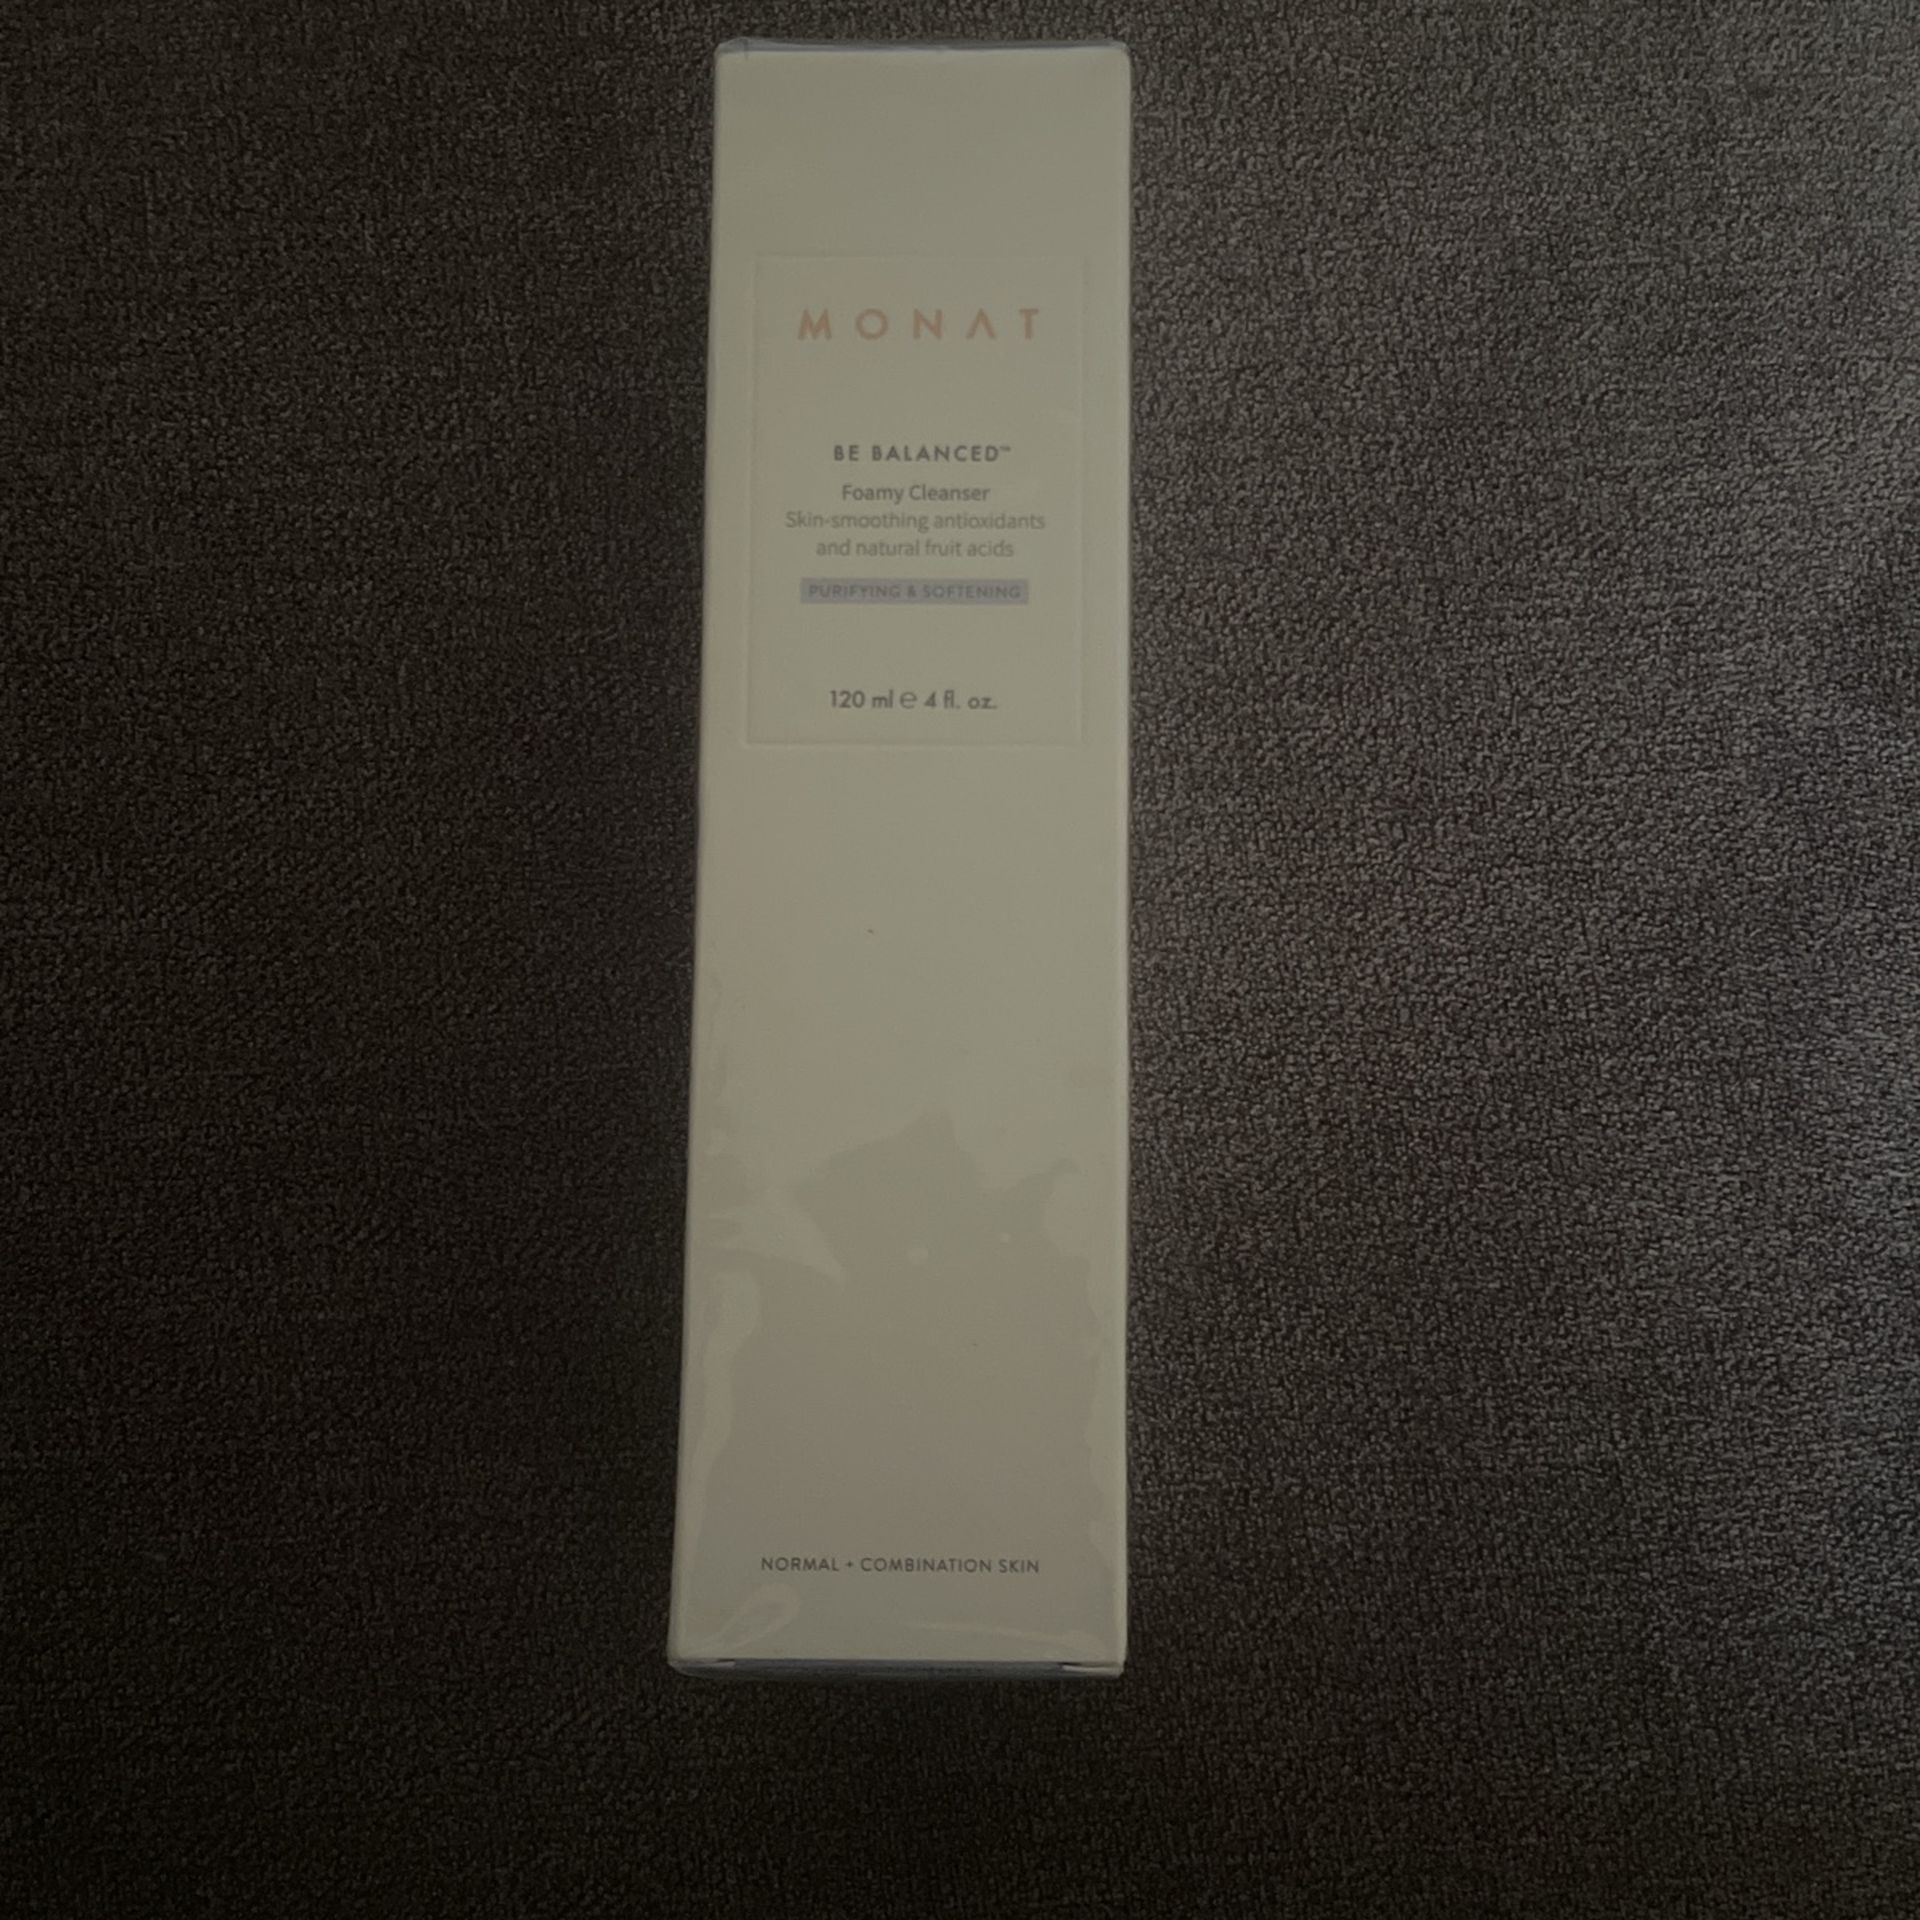 MONAT
BE BALANCED™
Foamy Cleanser
Skin-smoothing antioxidants
and natural fruit acids
PURIFYING & SOFTENING
120 ml ℮ 4 fl. oz.
NORMAL + COMBINATION SKIN